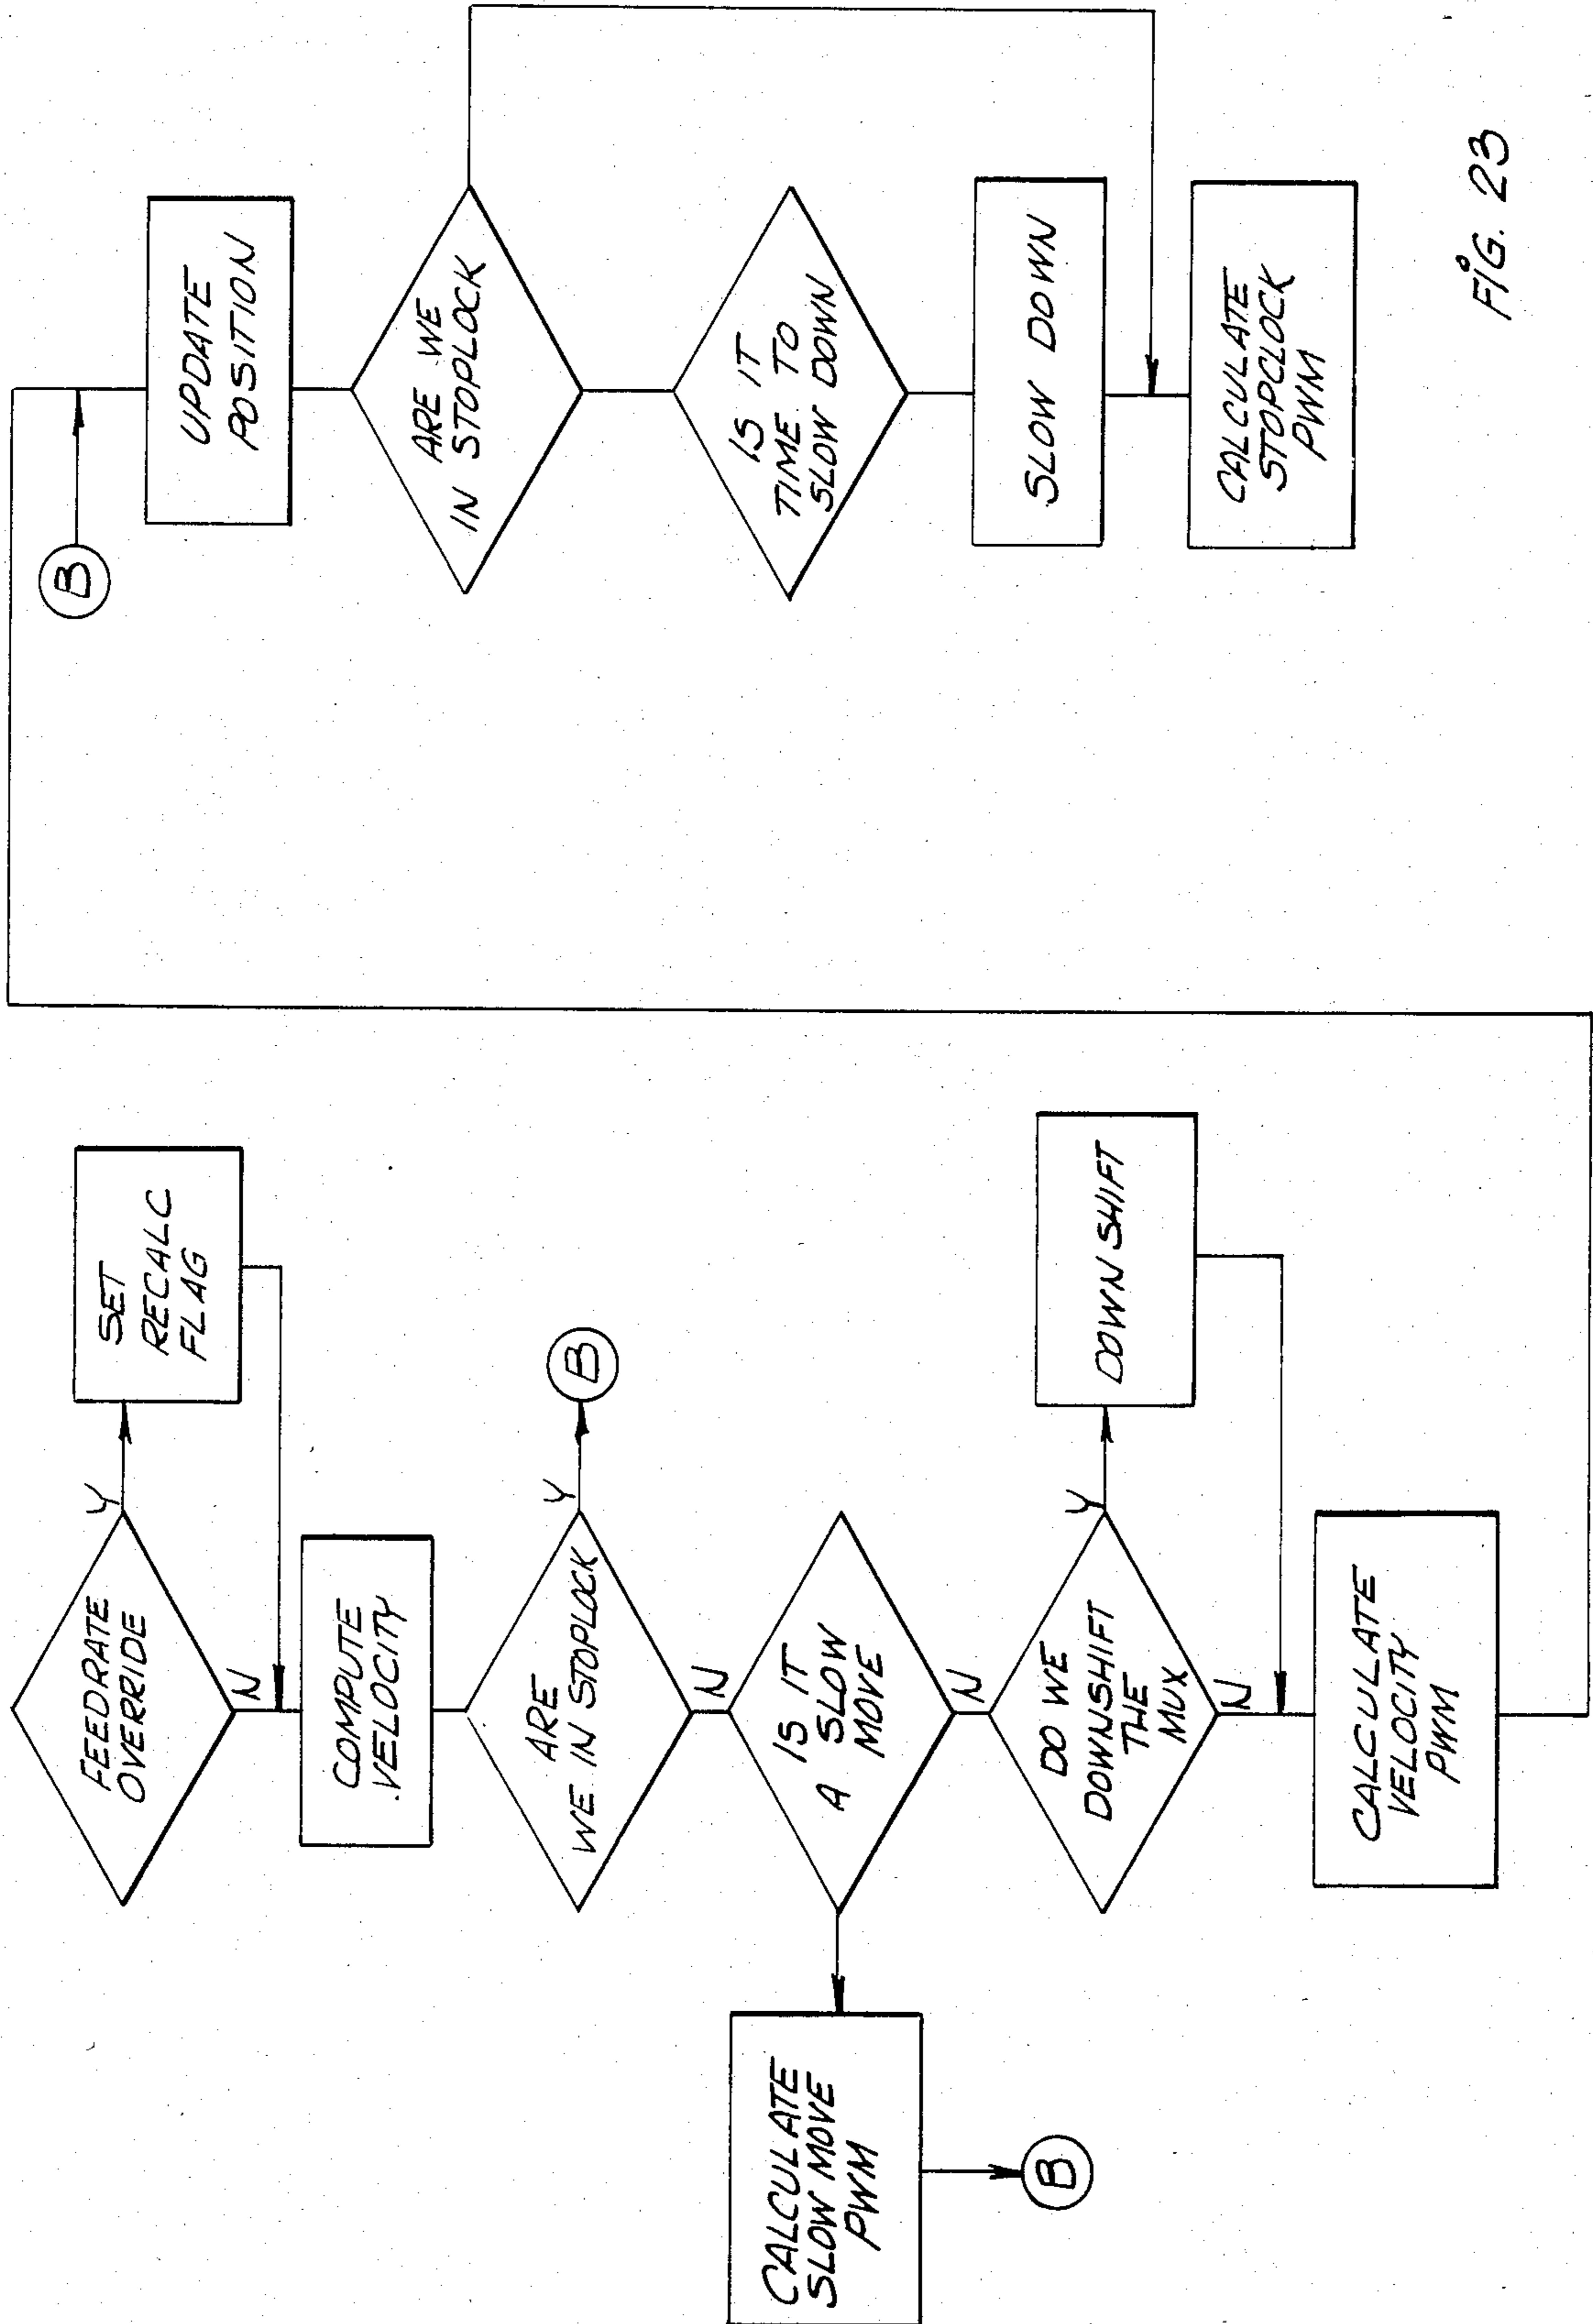 FEEDRATE
OVERRIDE
Y
N
SET
RECALC
FLAG
COMPUTE
VELOCITY
ARE
WE IN STOPLOCK
Y
B
N
IS IT
A SLOW
MOVE
N
CALCULATE
SLOW MOVE
PWM
B
DO WE
DOWNSHIFT
THE
MUX
Y
N
DOWNSHIFT
CALCULATE
VELOCITY
PWM
B
UPDATE
POSITION
ARE WE
IN STOPLOCK
IS IT
TIME TO
SLOW DOWN
SLOW DOWN
CALCULATE
STOPCLOCK
PWM
FIG. 23